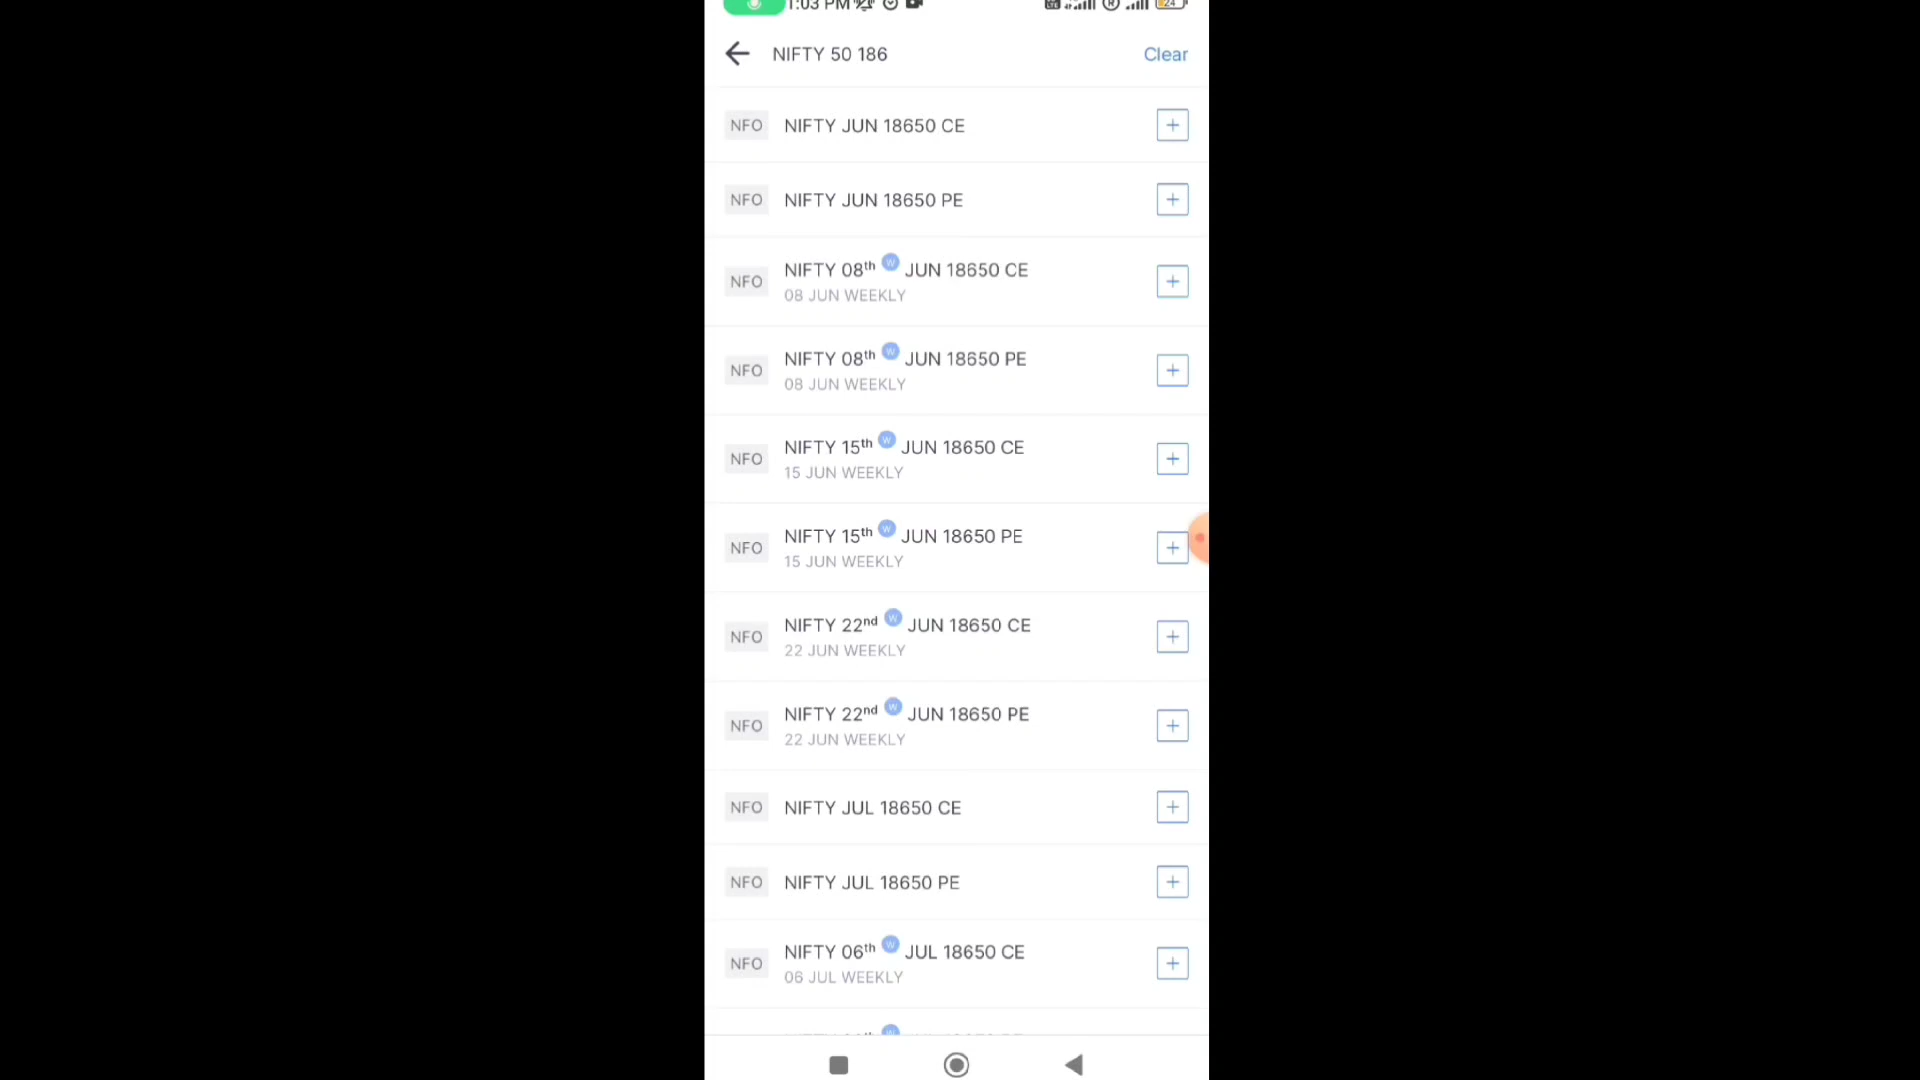 1:03 PM 24
NIFTY 50 186 Clear
NFO NIFTY JUN 18650 CE +
NFO NIFTY JUN 18650 PE +
NFO NIFTY 08th W JUN 18650 CE +
08 JUN WEEKLY
NFO NIFTY 08th W JUN 18650 PE +
08 JUN WEEKLY
NFO NIFTY 15th W JUN 18650 CE +
15 JUN WEEKLY
NFO NIFTY 15th W JUN 18650 PE +
15 JUN WEEKLY
NFO NIFTY 22nd W JUN 18650 CE +
22 JUN WEEKLY
NFO NIFTY 22nd W JUN 18650 PE +
22 JUN WEEKLY
NFO NIFTY JUL 18650 CE +
NFO NIFTY JUL 18650 PE +
NFO NIFTY 06th W JUL 18650 CE +
06 JUL WEEKLY